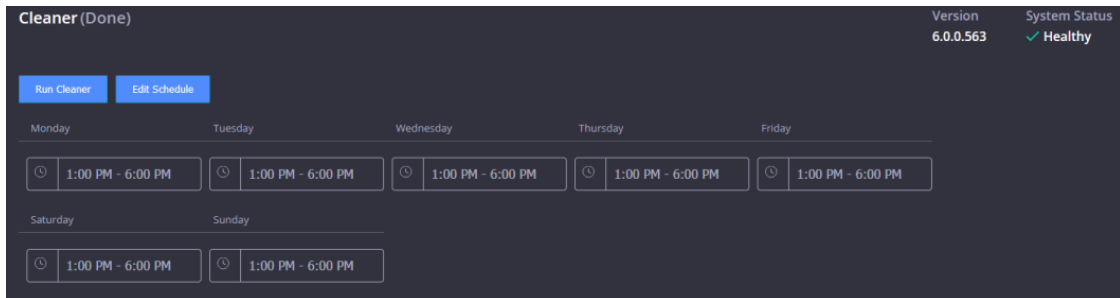 Cleaner (Done)
Version
System Status
6.0.0.563
Healthy
Run Cleaner
Edit Schedule
Monday
Tuesday
Wednesday
Thursday
Friday
1:00 PM - 6:00 PM
1:00 PM - 6:00 PM
1:00 PM - 6:00 PM
1:00 PM - 6:00 PM
1:00 PM - 6:00 PM
Saturday
Sunday
1:00 PM - 6:00 PM
1:00 PM - 6:00 PM